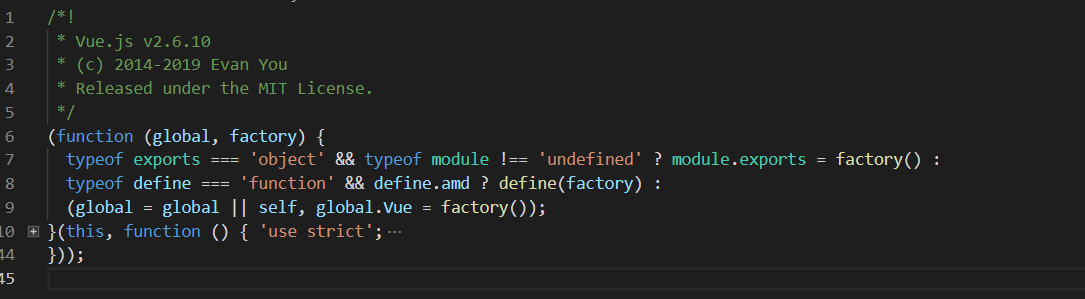 1 /*!
2  * Vue.js v2.6.10
3  * (c) 2014-2019 Evan You
4  * Released under the MIT License.
5  */
6 (function (global, factory) {
7   typeof exports === 'object' && typeof module !== 'undefined' ? module.exports = factory() :
8   typeof define === 'function' && define.amd ? define(factory) :
9   (global = global || self, global.Vue = factory());
10 }(this, function () { 'use strict';…
44 }));
45